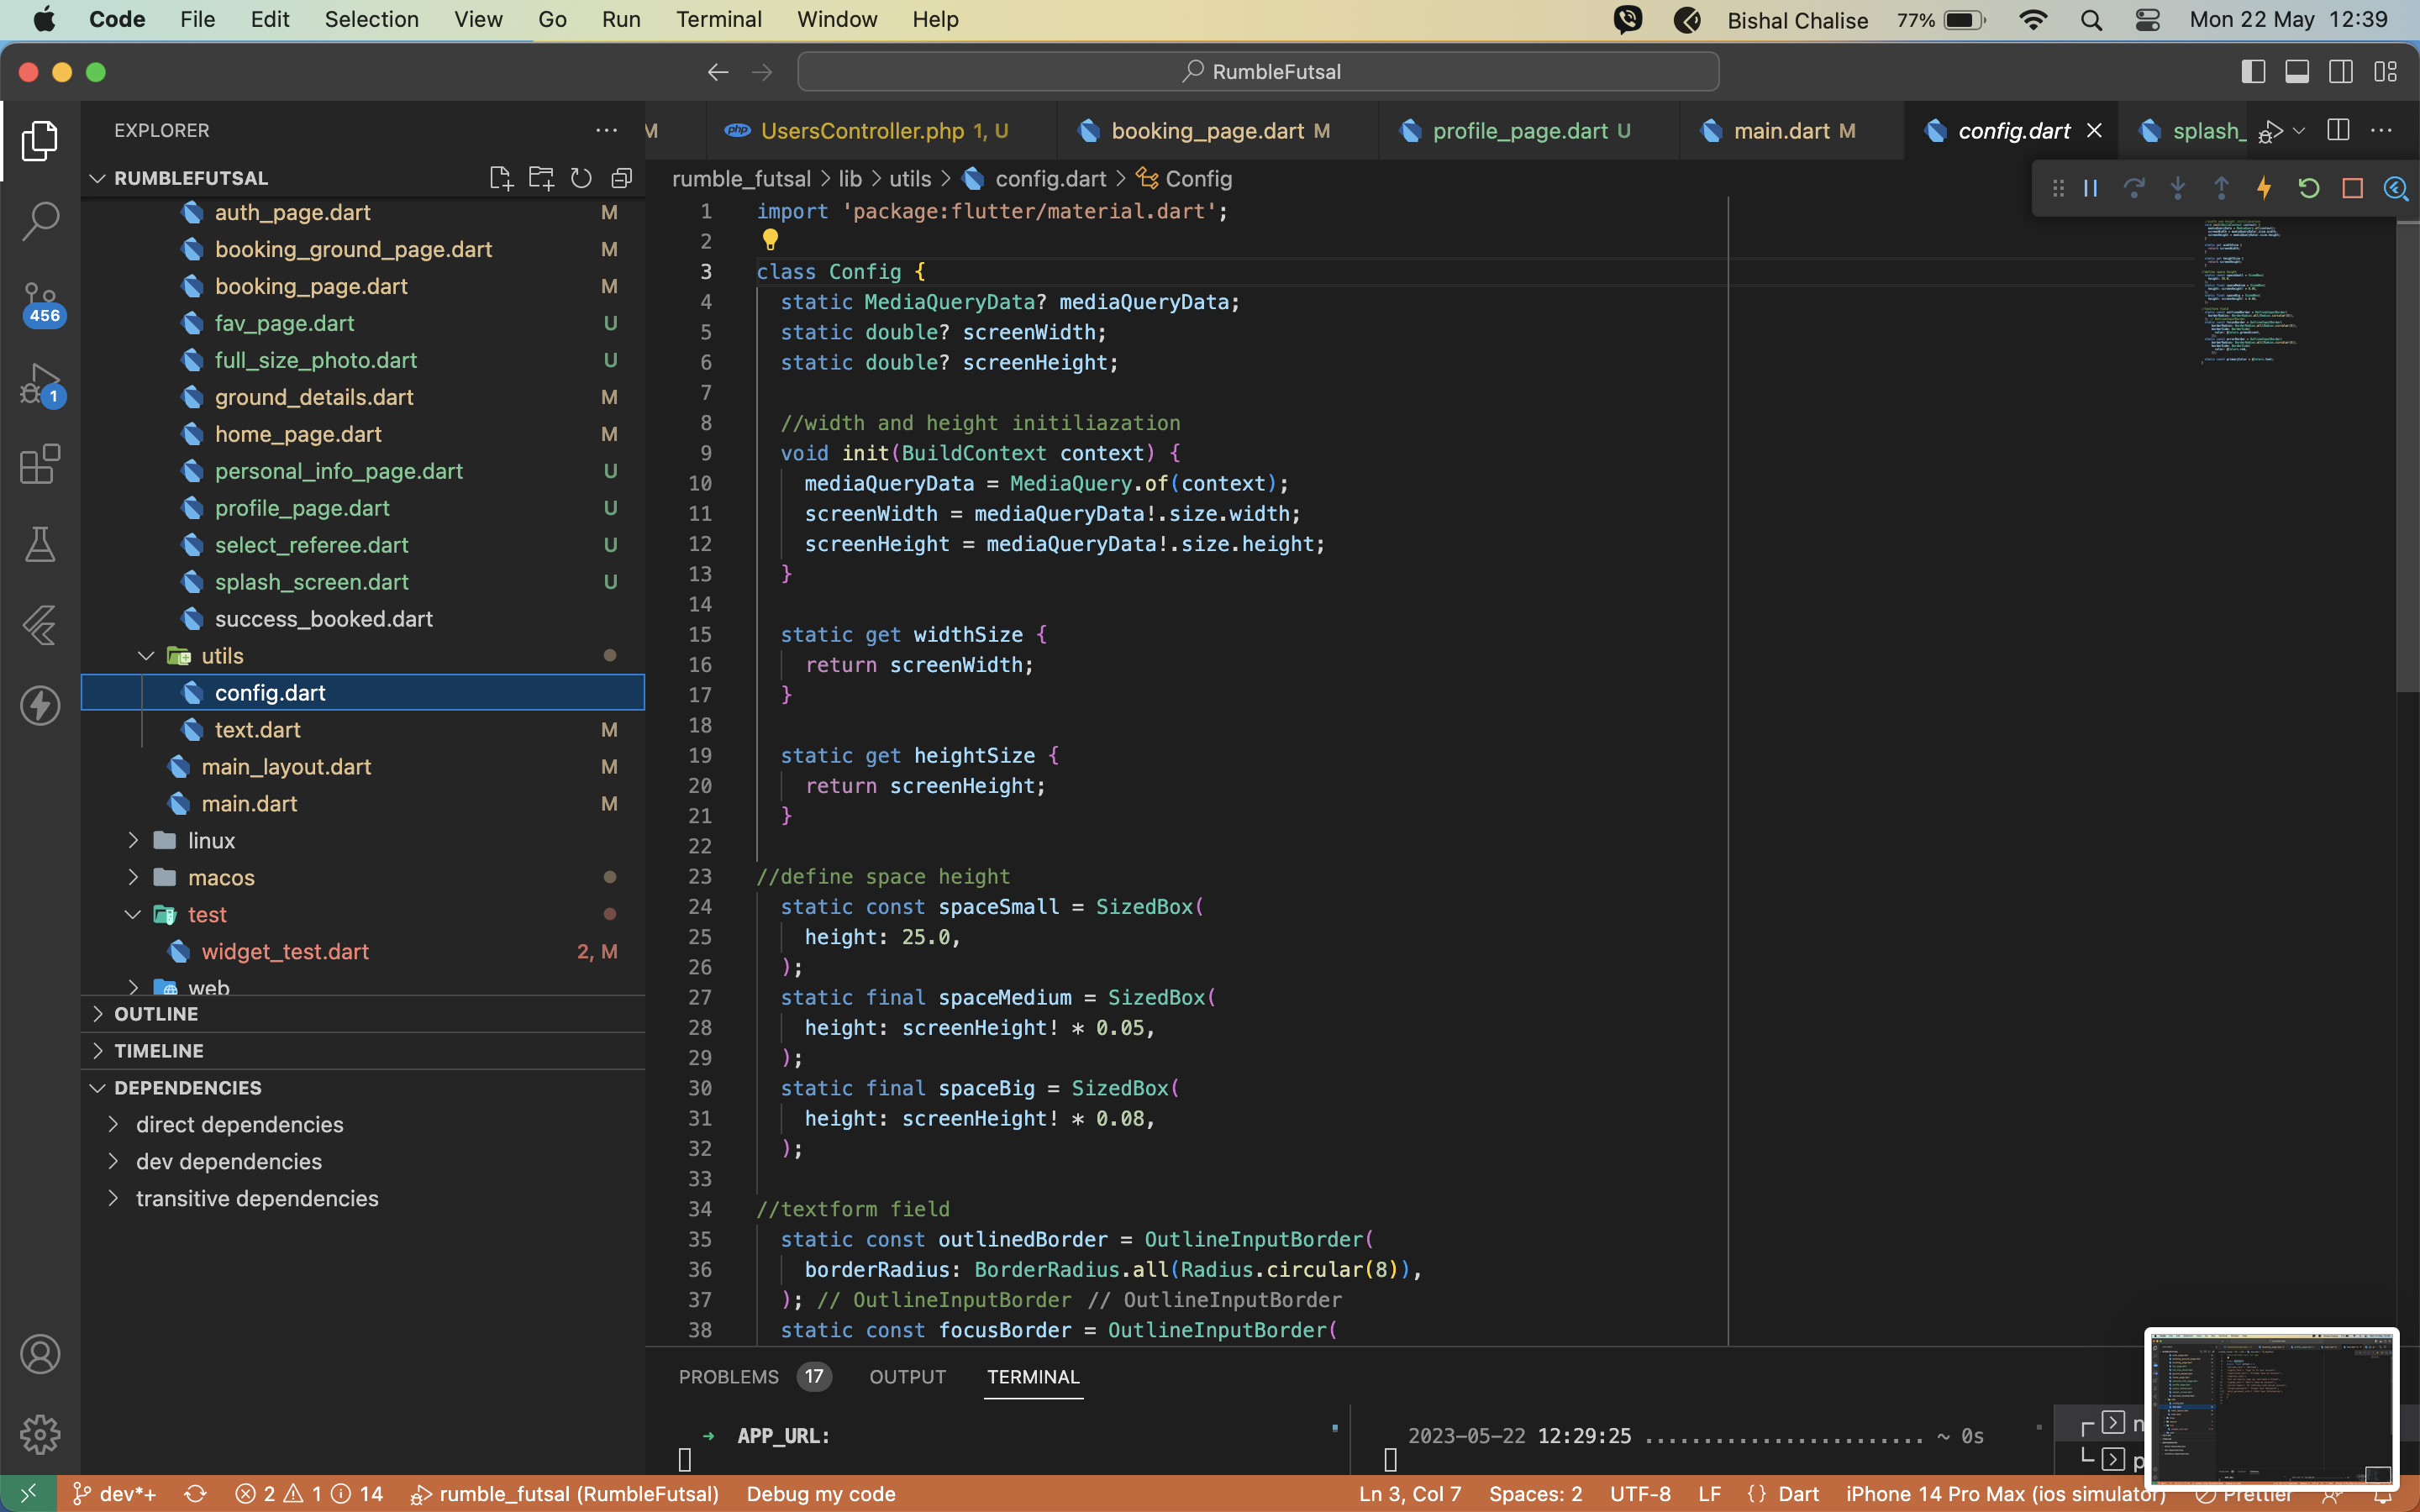 Code File Edit Selection View Go Run Terminal Window Help Bishal Chalise 77% Mon 22 May 12:39
RumbleFutsal
EXPLORER
RUMBLEFUTSAL
auth_page.dart M
booking_ground_page.dart M
booking_page.dart M
fav_page.dart U
full_size_photo.dart U
ground_details.dart M
home_page.dart M
personal_info_page.dart U
profile_page.dart U
select_referee.dart U
splash_screen.dart U
success_booked.dart
utils
config.dart
text.dart M
main_layout.dart M
main.dart M
linux
macos
test
widget_test.dart 2, M
web
OUTLINE
TIMELINE
DEPENDENCIES
direct dependencies
dev dependencies
transitive dependencies
456
1
M php UsersController.php 1, U booking_page.dart M profile_page.dart U main.dart M config.dart splash_
rumble_futsal > lib > utils > config.dart > Config
1 import 'package:flutter/material.dart';
2
3 class Config {
4 static MediaQueryData? mediaQueryData;
5 static double? screenWidth;
6 static double? screenHeight;
7
8 //width and height initiliazation
9 void init(BuildContext context) {
10 mediaQueryData = MediaQuery.of(context);
11 screenWidth = mediaQueryData!.size.width;
12 screenHeight = mediaQueryData!.size.height;
13 }
14
15 static get widthSize {
16 return screenWidth;
17 }
18
19 static get heightSize {
20 return screenHeight;
21 }
22
23 //define space height
24 static const spaceSmall = SizedBox(
25 height: 25.0,
26 );
27 static final spaceMedium = SizedBox(
28 height: screenHeight! * 0.05,
29 );
30 static final spaceBig = SizedBox(
31 height: screenHeight! * 0.08,
32 );
33
34 //textform field
35 static const outlinedBorder = OutlineInputBorder(
36 borderRadius: BorderRadius.all(Radius.circular(8)),
37 ); // OutlineInputBorder // OutlineInputBorder
38 static const focusBorder = OutlineInputBorder(
PROBLEMS 17 OUTPUT TERMINAL
➜ APP_URL:
2023-05-22 12:29:25 ....................... ~ 0s
n
p
dev*+ 2 1 14 rumble_futsal (RumbleFutsal) Debug my code Ln 3, Col 7 Spaces: 2 UTF-8 LF {} Dart iPhone 14 Pro Max (ios simulator) Prettier